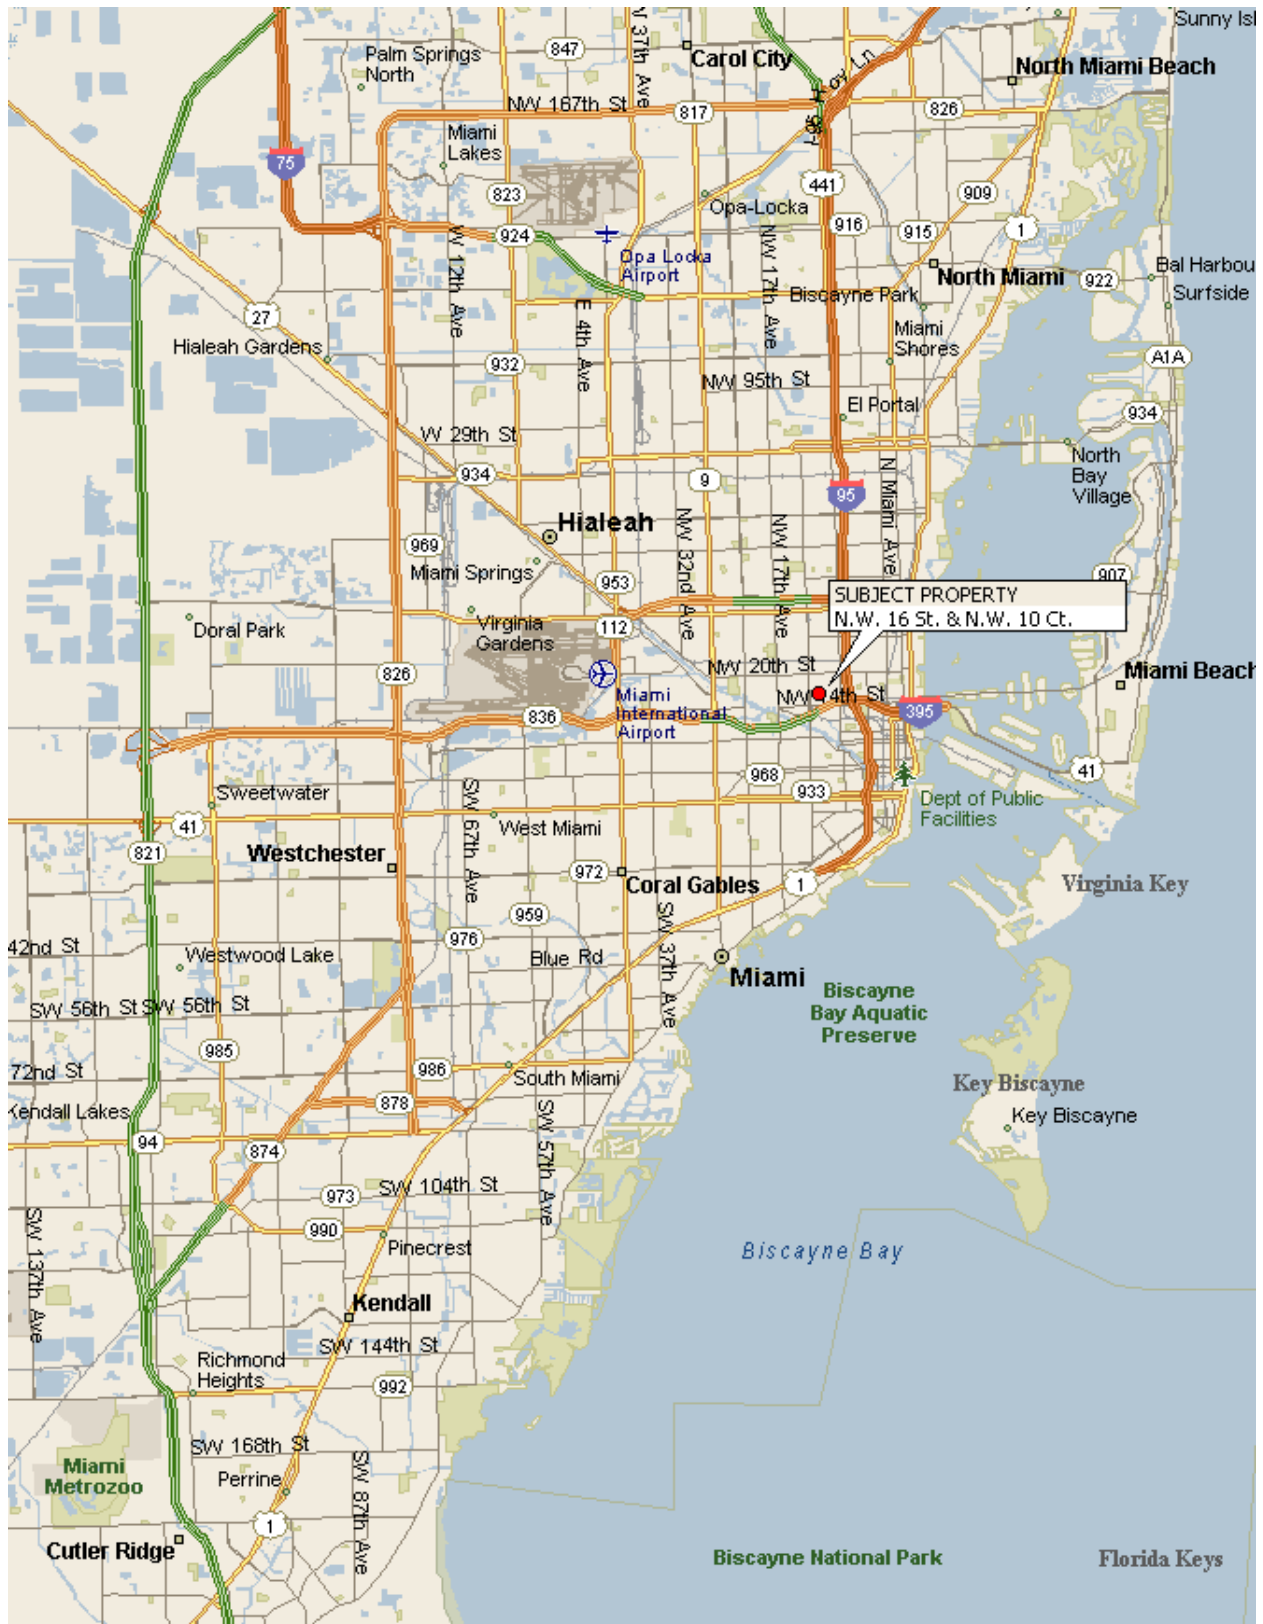 Sunny Isl
Palm Springs
North
847
W 37th Ave
Carol City
oy Ln
North Miami Beach
NW 167th St
817
826
75
Miami
Lakes
823
441
909
Opa-Locka
924
W 12th Ave
NW 17th Ave
916
915
1
Opa Locka
Airport
North Miami
922
Bal Harbou
Surfside
27
E 4th Ave
Biscayne Park
Hialeah Gardens
Miami
Shores
A1A
932
NW 95th St
El Portal
934
W 29th St
934
9
95
N Miami Ave
North
Bay
Village
Hialeah
969
NW 32nd Ave
NW 17th Ave
Miami Springs
953
907
SUBJECT PROPERTY
N.W. 16 St. & N.W. 10 Ct.
Doral Park
Virginia
Gardens
112
826
NW 20th St
Miami Beach
Miami
International
Airport
836
NW 4th St
395
968
41
Sweetwater
SW 67th Ave
933
Dept of Public
Facilities
41
West Miami
821
Westchester
972
Coral Gables
1
Virginia Key
959
SW 37th Ave
42nd St
976
Westwood Lake
Blue Rd
Miami
SW 56th St
SW 56th St
Biscayne
Bay Aquatic
Preserve
985
72nd St
986
South Miami
Key Biscayne
Kendall Lakes
878
Key Biscayne
94
874
SW 57th Ave
973
SW 104th St
SW 137th Ave
990
Pinecrest
Biscayne Bay
Kendall
SW 144th St
Richmond
Heights
992
SW 168th St
Miami
Metrozoo
Perrine
SW 87th Ave
1
Cutler Ridge
Biscayne National Park
Florida Keys